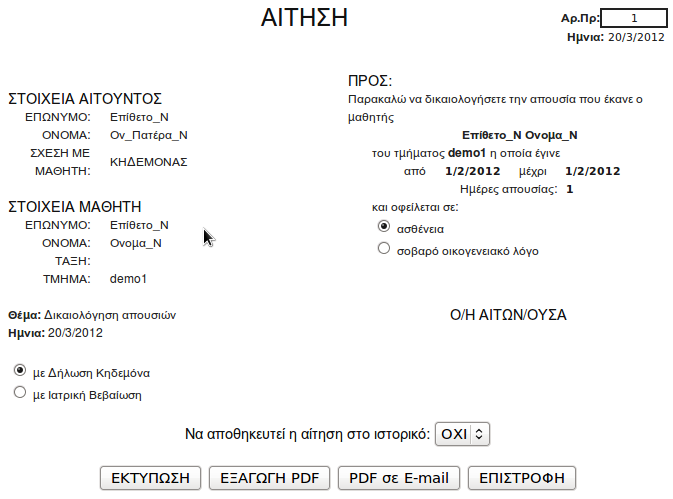 ΑΙΤΗΣΗ
Αρ.Πρ: 1
Ημνια: 20/3/2012
ΣΤΟΙΧΕΙΑ ΑΙΤΟΥΝΤΟΣ
ΕΠΩΝΥΜΟ: Επίθετο_Ν
ΟΝΟΜΑ: Ον_Πατέρα_Ν
ΣΧΕΣΗ ΜΕ
ΜΑΘΗΤΗ: ΚΗΔΕΜΟΝΑΣ
ΣΤΟΙΧΕΙΑ ΜΑΘΗΤΗ
ΕΠΩΝΥΜΟ: Επίθετο_Ν
ΟΝΟΜΑ: Ονομα_Ν
ΤΑΞΗ:
ΤΜΗΜΑ: demo1
Θέμα: Δικαιολόγηση απουσιών
Ημνια: 20/3/2012
με Δήλωση Κηδεμόνα
με Ιατρική Βεβαίωση
ΠΡΟΣ:
Παρακαλώ να δικαιολογήσετε την απουσία που έκανε ο
μαθητής
Επίθετο_Ν Ονομα_Ν
του τμήματος demo1 η οποία έγινε
από 1/2/2012 μέχρι 1/2/2012
Ημέρες απουσίας: 1
και οφείλεται σε:
ασθένεια
σοβαρό οικογενειακό λόγο
Ο/Η ΑΙΤΩΝ/ΟΥΣΑ
Να αποθηκευτεί η αίτηση στο ιστορικό: ΟΧΙ
ΕΚΤΥΠΩΣΗ ΕΞΑΓΩΓΗ PDF PDF σε E-mail ΕΠΙΣΤΡΟΦΗ